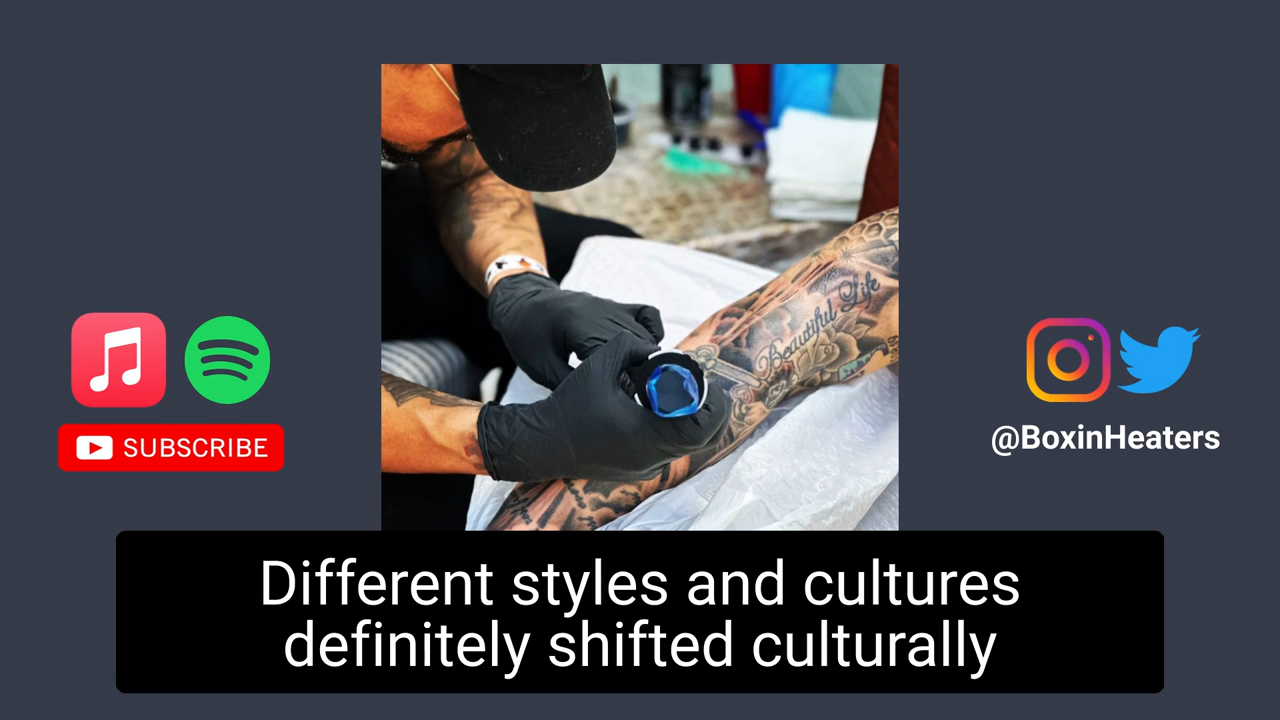 Beautiful Life
SUBSCRIBE
@BoxinHeaters
Different styles and cultures
definitely shifted culturally